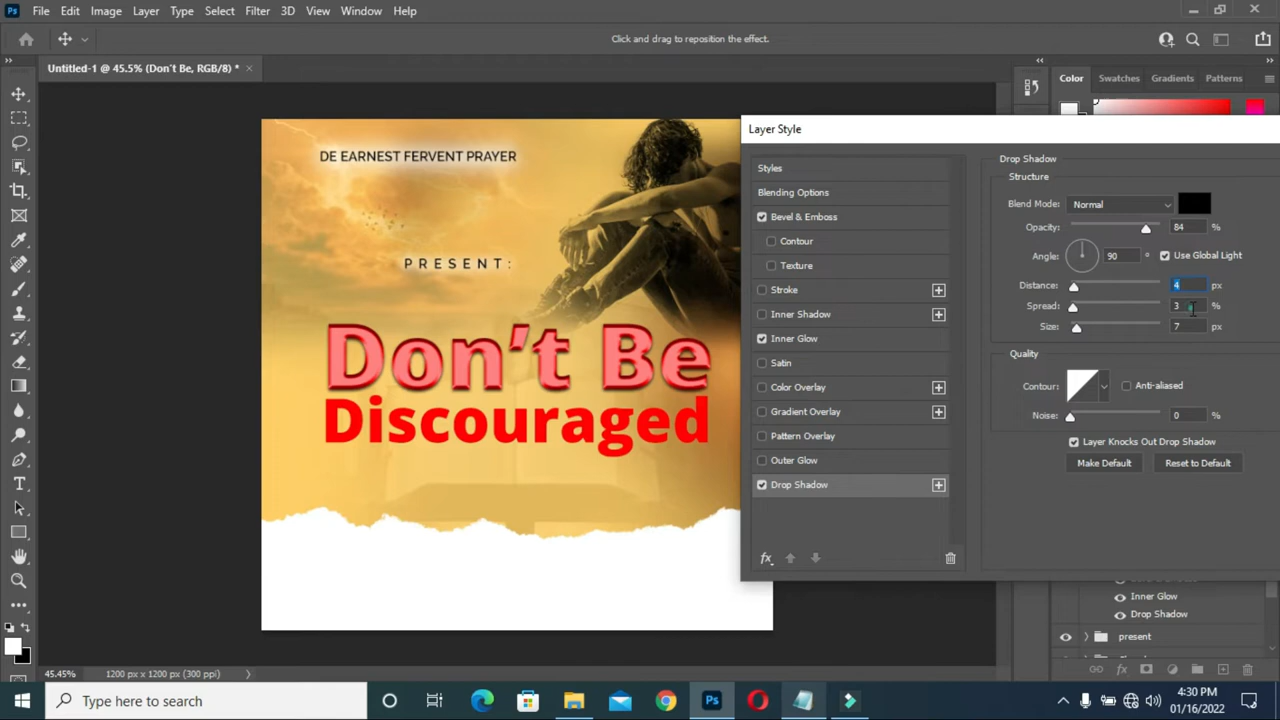 Ps File Edit Image Layer Type Select Filter 3D View Window Help
Click and drag to reposition the effect.
Untitled-1 @ 45.5% (Don't Be, RGB/8) * ×
Color Swatches Gradients Patterns
DE EARNEST FERVENT PRAYER
PRESENT:
Don't Be
Discouraged
Layer Style
Styles
Blending Options
Bevel & Emboss
Contour
Texture
Stroke
Inner Shadow
Inner Glow
Satin
Color Overlay
Gradient Overlay
Pattern Overlay
Outer Glow
Drop Shadow
fx
Drop Shadow
Structure
Blend Mode: Normal
Opacity: 84 %
Angle: 90 ° Use Global Light
Distance: 4 px
Spread: 3 %
Size: 7 px
Quality
Contour: Anti-aliased
Noise: 0 %
Layer Knocks Out Drop Shadow
Make Default Reset to Default
Inner Glow
Drop Shadow
present
fx
45.45% 1200 px x 1200 px (300 ppi)
Type here to search
Ps
4:30 PM
01/16/2022